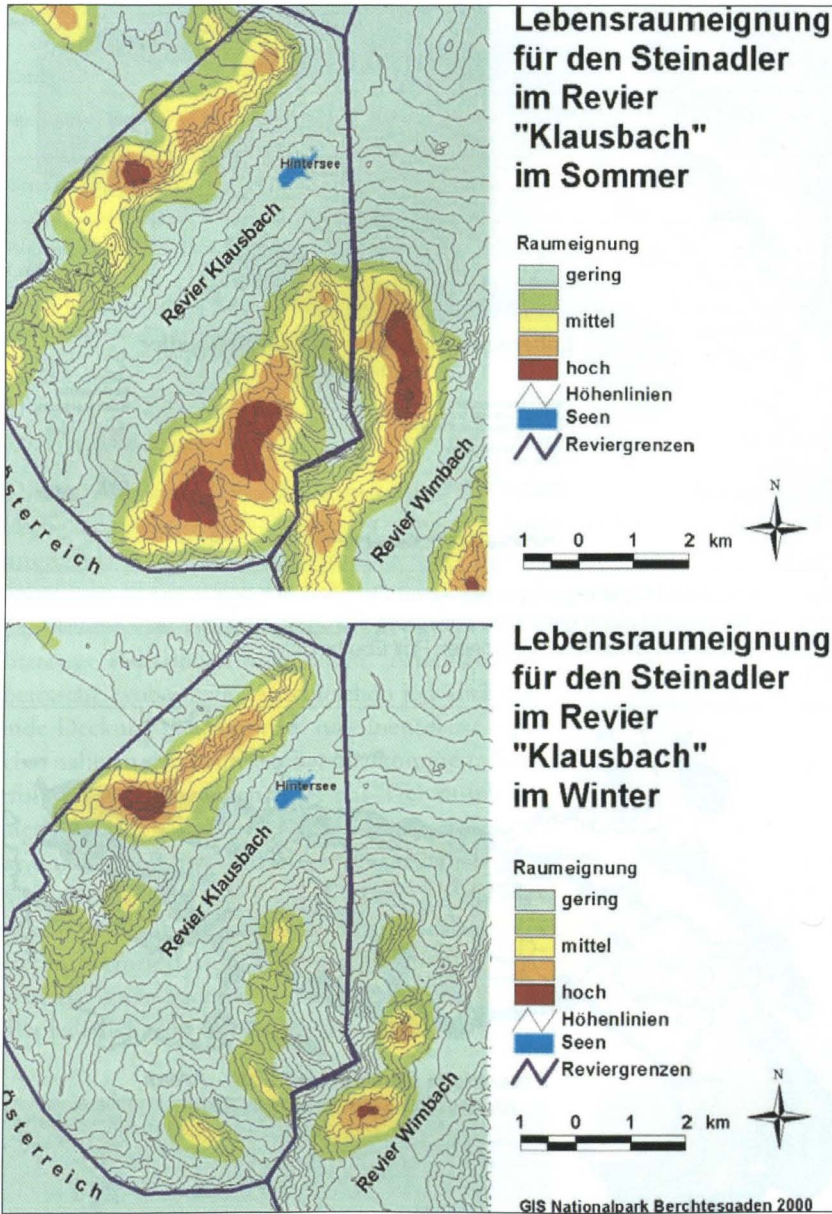 Lebensraumeignung
für den Steinadler
im Revier
"Klausbach"
im Sommer
Raumeignung
gering
mittel
hoch
Höhenlinien
Seen
Reviergrenzen
N
1 0 1 2 km
Hintersee
Revier Klausbach
Revier Wimbach
Österreich
Lebensraumeignung
für den Steinadler
im Revier
"Klausbach"
im Winter
Raumeignung
gering
mittel
hoch
Höhenlinien
Seen
Reviergrenzen
N
1 0 1 2 km
Hintersee
Revier Klausbach
Revier Wimbach
Österreich
GIS Nationalpark Berchtesgaden 2000